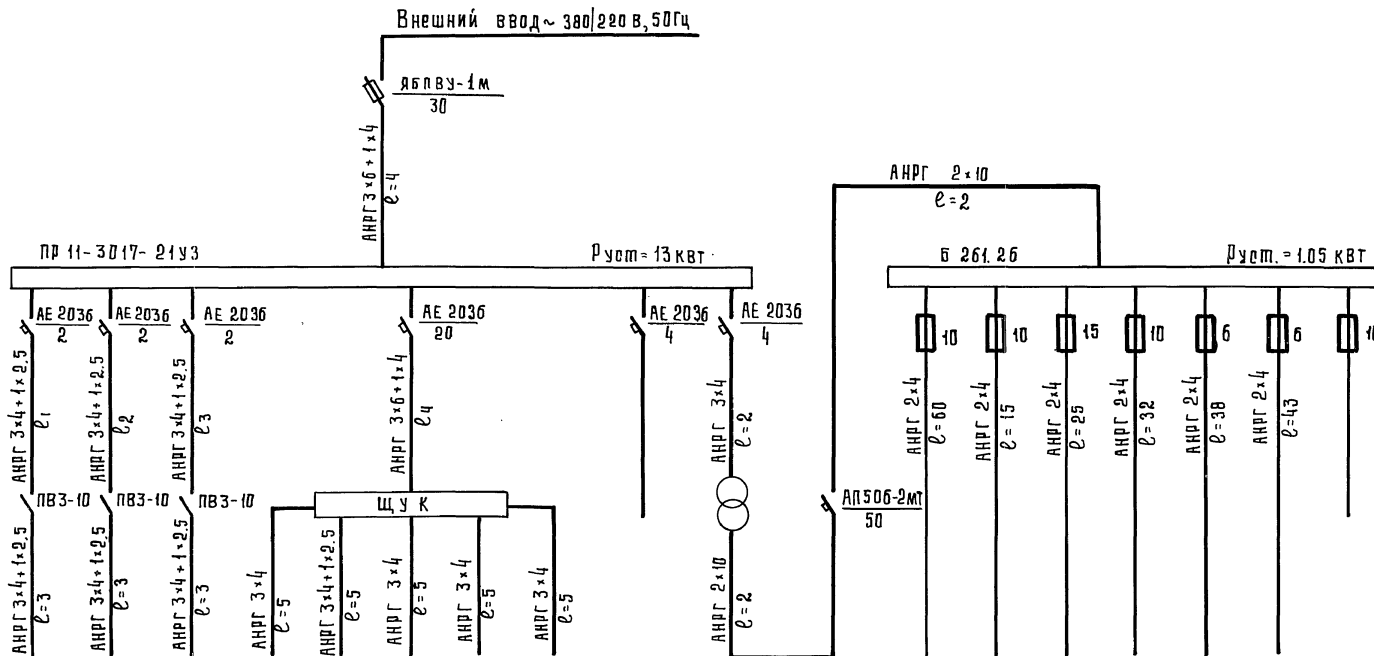 Внешний ввод ~ 380/220 В, 50Гц
ЯБПВУ-1м
30
АНРГ 3×6+1×4
ℓ=4
АНРГ 2×10
ℓ=2
ПР 11-3017-21У3
Руст=13 кВт
Б 261.26
Руст.=1.05 кВт
АЕ 2036
2
АЕ 2036
2
АЕ 2036
2
АЕ 2036
20
АЕ 2036
4
АЕ 2036
4
10
10
15
10
6
6
10
АНРГ 3×4+1×2.5
ℓ1
АНРГ 3×4+1×2.5
ℓ2
АНРГ 3×4+1×2.5
ℓ3
АНРГ 3×6+1×4
ℓ4
АНРГ 3×4
ℓ=2
АНРГ 2×4
ℓ=60
АНРГ 2×4
ℓ=15
АНРГ 2×4
ℓ=25
АНРГ 2×4
ℓ=32
АНРГ 2×4
ℓ=38
АНРГ 2×4
ℓ=43
ПВ3-10
ПВ3-10
ПВ3-10
ЩУК
АП50б-2мт
50
АНРГ 3×4+1×2.5
ℓ=3
АНРГ 3×4+1×2.5
ℓ=3
АНРГ 3×4+1×2.5
ℓ=3
АНРГ 3×4
ℓ=5
АНРГ 3×4+1×2.5
ℓ=5
АНРГ 3×4
ℓ=5
АНРГ 3×4
ℓ=5
АНРГ 3×4
ℓ=5
АНРГ 2×10
ℓ=2